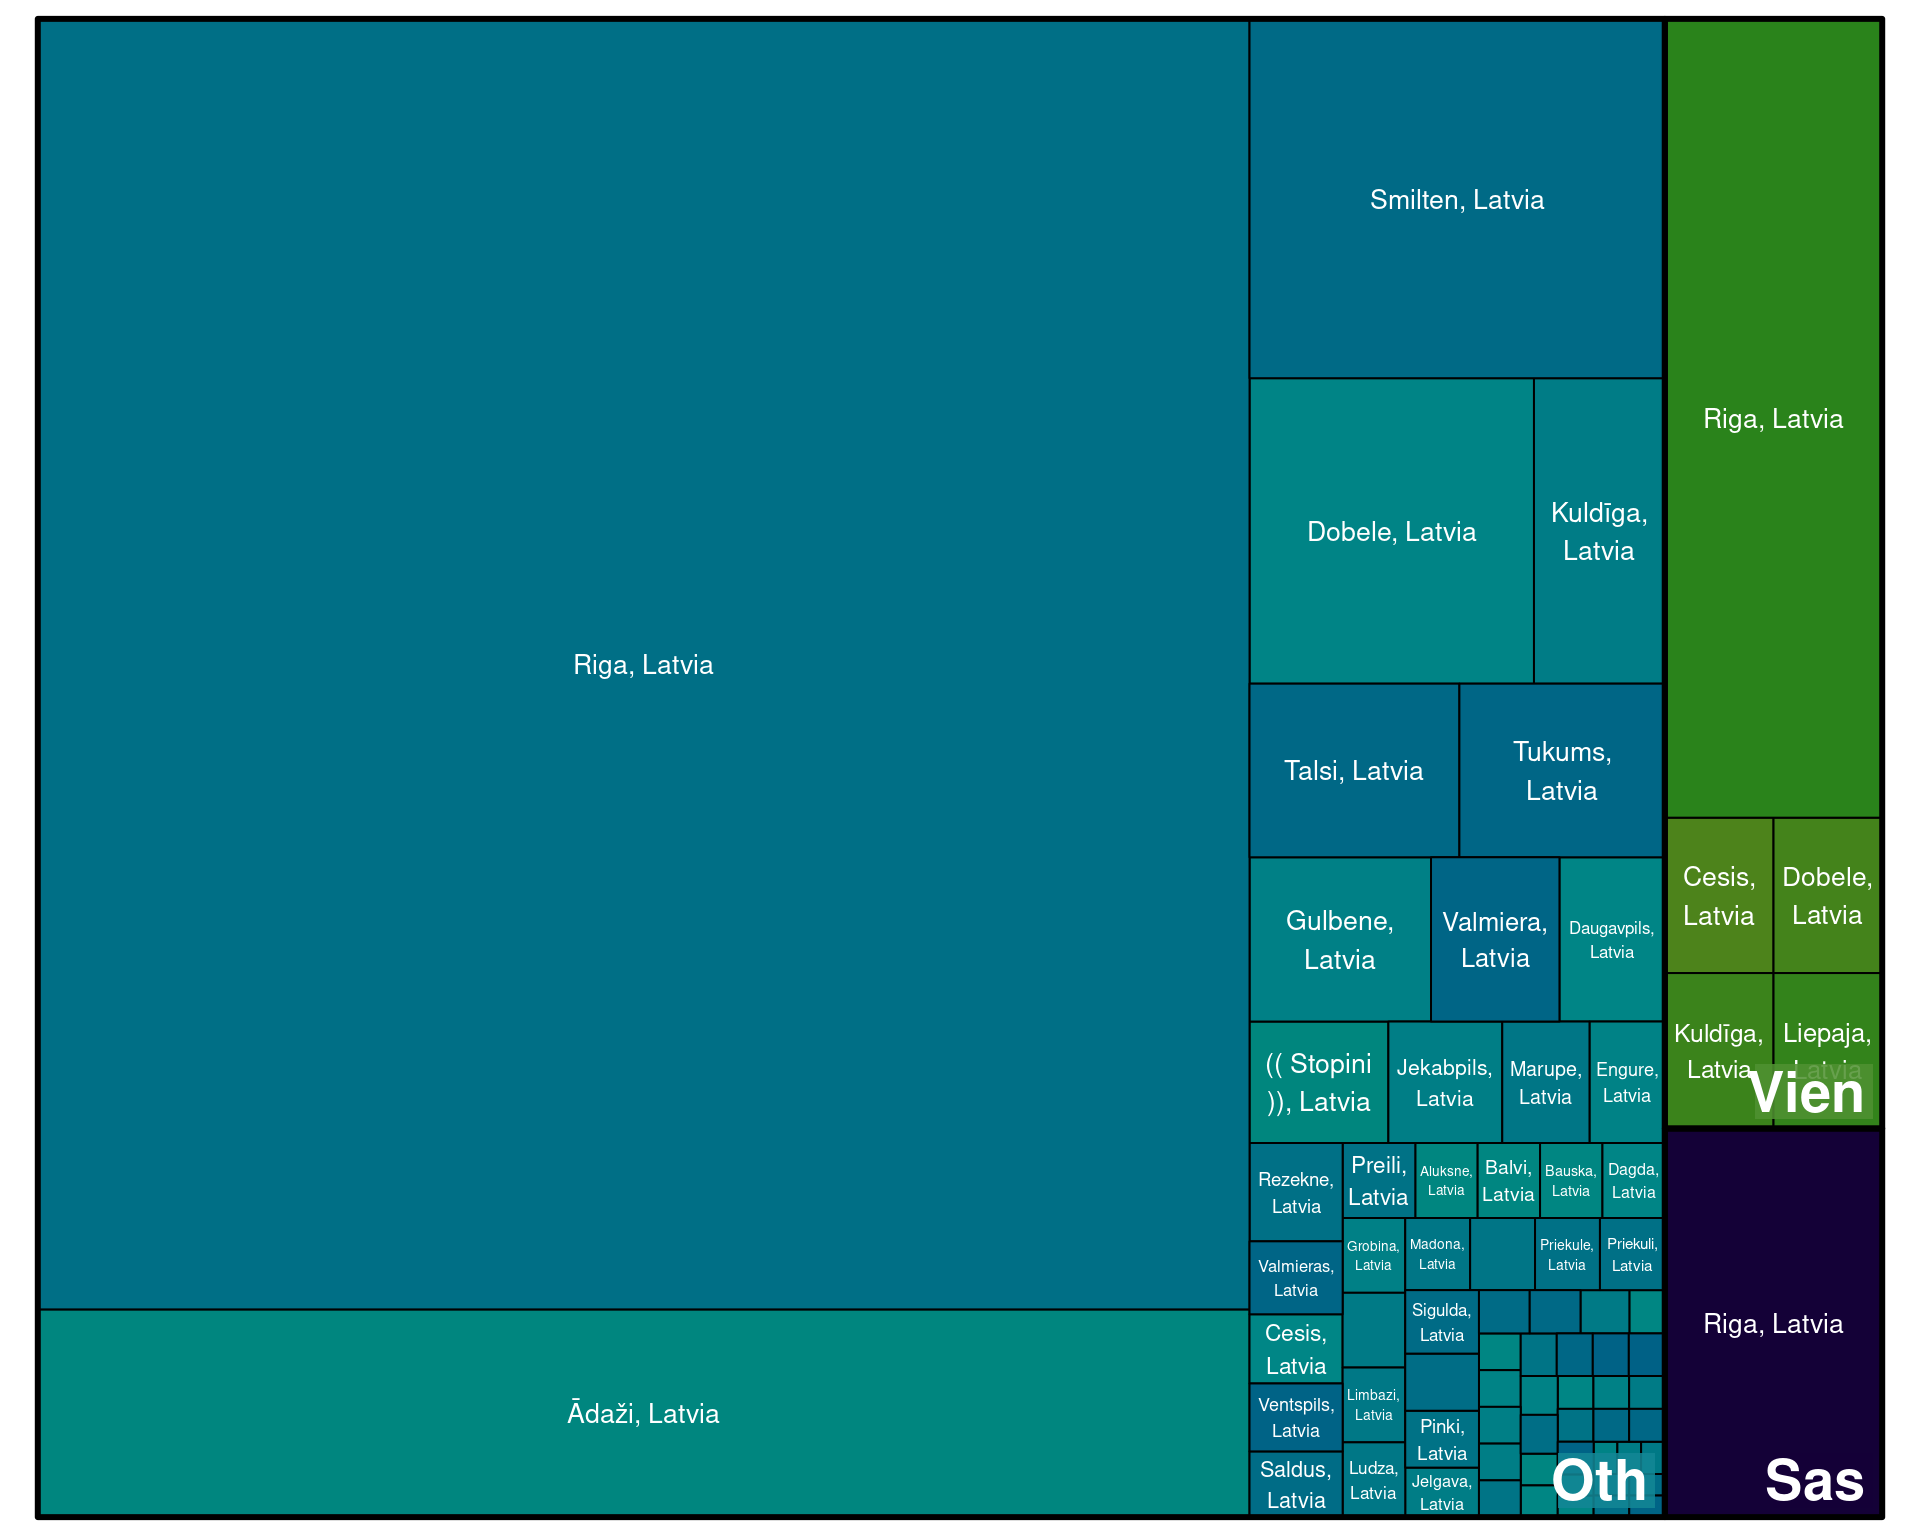 Riga, Latvia
Ādaži, Latvia
Smilten, Latvia
Dobele, Latvia
Kuldīga,
Latvia
Talsi, Latvia
Tukums,
Latvia
Gulbene,
Latvia
Valmiera,
Latvia
Daugavpils,
Latvia
(( Stopini
)), Latvia
Jekabpils,
Latvia
Marupe,
Latvia
Engure,
Latvia
Rezekne,
Latvia
Valmieras,
Latvia
Cesis,
Latvia
Ventspils,
Latvia
Saldus,
Latvia
Preili,
Latvia
Aluksne,
Latvia
Balvi,
Latvia
Bauska,
Latvia
Dagda,
Latvia
Grobina,
Latvia
Madona,
Latvia
Priekule,
Latvia
Priekuli,
Latvia
Limbazi,
Latvia
Ludza,
Latvia
Sigulda,
Latvia
Pinki,
Latvia
Jelgava,
Latvia
Oth
Riga, Latvia
Cesis,
Latvia
Dobele,
Latvia
Kuldīga,
Latvia
Liepaja,
Latvia
Vien
Riga, Latvia
Sas